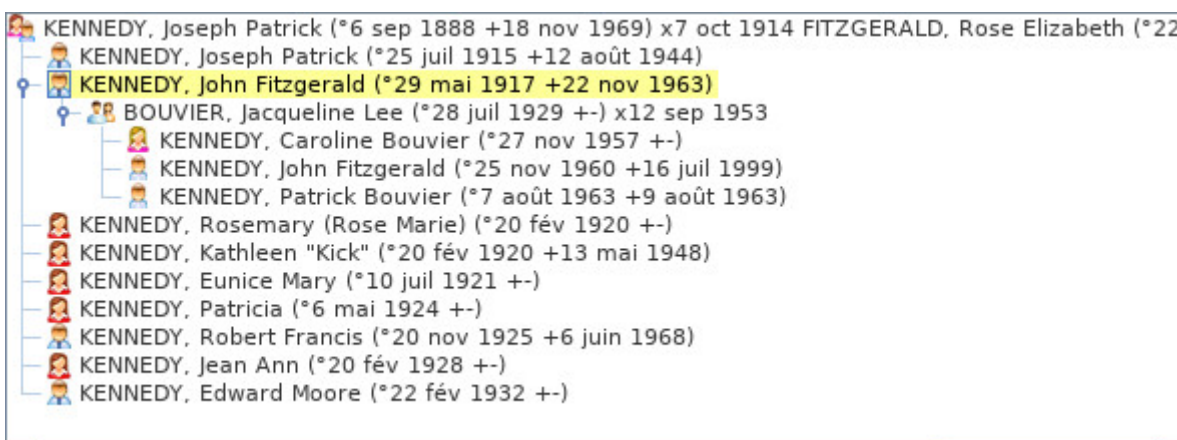 KENNEDY, Joseph Patrick (°6 sep 1888 +18 nov 1969) x7 oct 1914 FITZGERALD, Rose Elizabeth (°22
KENNEDY, Joseph Patrick (°25 juil 1915 +12 août 1944)
KENNEDY, John Fitzgerald (°29 mai 1917 +22 nov 1963)
BOUVIER, Jacqueline Lee (°28 juil 1929 +-) x12 sep 1953
KENNEDY, Caroline Bouvier (°27 nov 1957 +-)
KENNEDY, John Fitzgerald (°25 nov 1960 +16 juil 1999)
KENNEDY, Patrick Bouvier (°7 août 1963 +9 août 1963)
KENNEDY, Rosemary (Rose Marie) (°20 fév 1920 +-)
KENNEDY, Kathleen "Kick" (°20 fév 1920 +13 mai 1948)
KENNEDY, Eunice Mary (°10 juil 1921 +-)
KENNEDY, Patricia (°6 mai 1924 +-)
KENNEDY, Robert Francis (°20 nov 1925 +6 juin 1968)
KENNEDY, Jean Ann (°20 fév 1928 +-)
KENNEDY, Edward Moore (°22 fév 1932 +-)